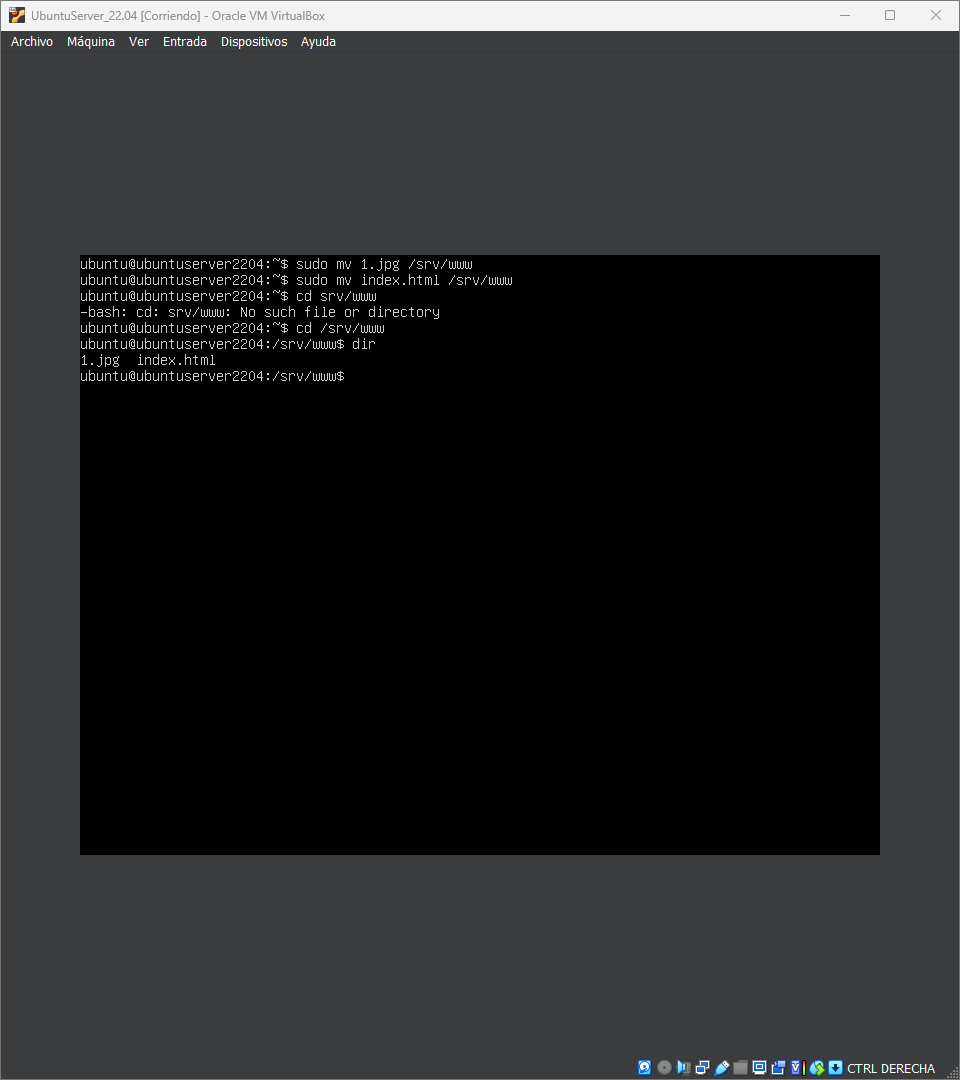 UbuntuServer_22.04 [Corriendo] - Oracle VM VirtualBox
Archivo Máquina Ver Entrada Dispositivos Ayuda
ubuntu@ubuntuserver2204:~$ sudo mv 1.jpg /srv/www
ubuntu@ubuntuserver2204:~$ sudo mv index.html /srv/www
ubuntu@ubuntuserver2204:~$ cd srv/www
-bash: cd: srv/www: No such file or directory
ubuntu@ubuntuserver2204:~$ cd /srv/www
ubuntu@ubuntuserver2204:/srv/www$ dir
1.jpg  index.html
ubuntu@ubuntuserver2204:/srv/www$
CTRL DERECHA